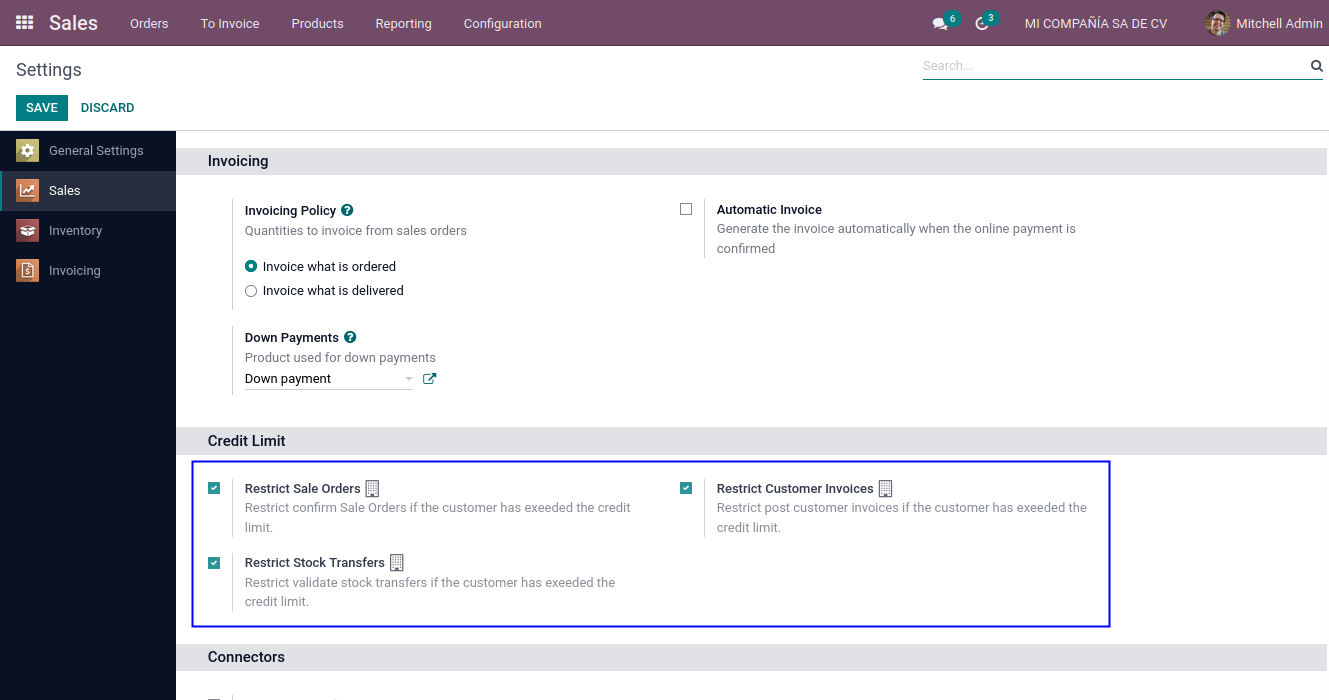 Sales Orders To Invoice Products Reporting Configuration 6 3 MI COMPAÑÍA SA DE CV Mitchell Admin
Settings
Search...
SAVE DISCARD
General Settings
Sales
Inventory
Invoicing
Invoicing
Invoicing Policy ?
Quantities to invoice from sales orders
Invoice what is ordered
Invoice what is delivered
Automatic Invoice
Generate the invoice automatically when the online payment is
confirmed
Down Payments ?
Product used for down payments
Down payment
Credit Limit
Restrict Sale Orders
Restrict confirm Sale Orders if the customer has exeeded the credit
limit.
Restrict Customer Invoices
Restrict post customer invoices if the customer has exeeded the
credit limit.
Restrict Stock Transfers
Restrict validate stock transfers if the customer has exeeded the
credit limit.
Connectors